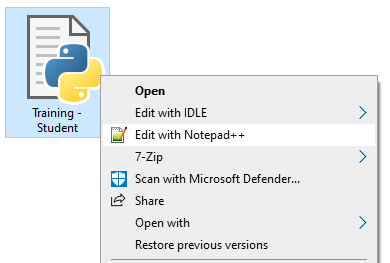 Training -
Student
Open
Edit with IDLE
Edit with Notepad++
7-Zip
Scan with Microsoft Defender...
Share
Open with
Restore previous versions